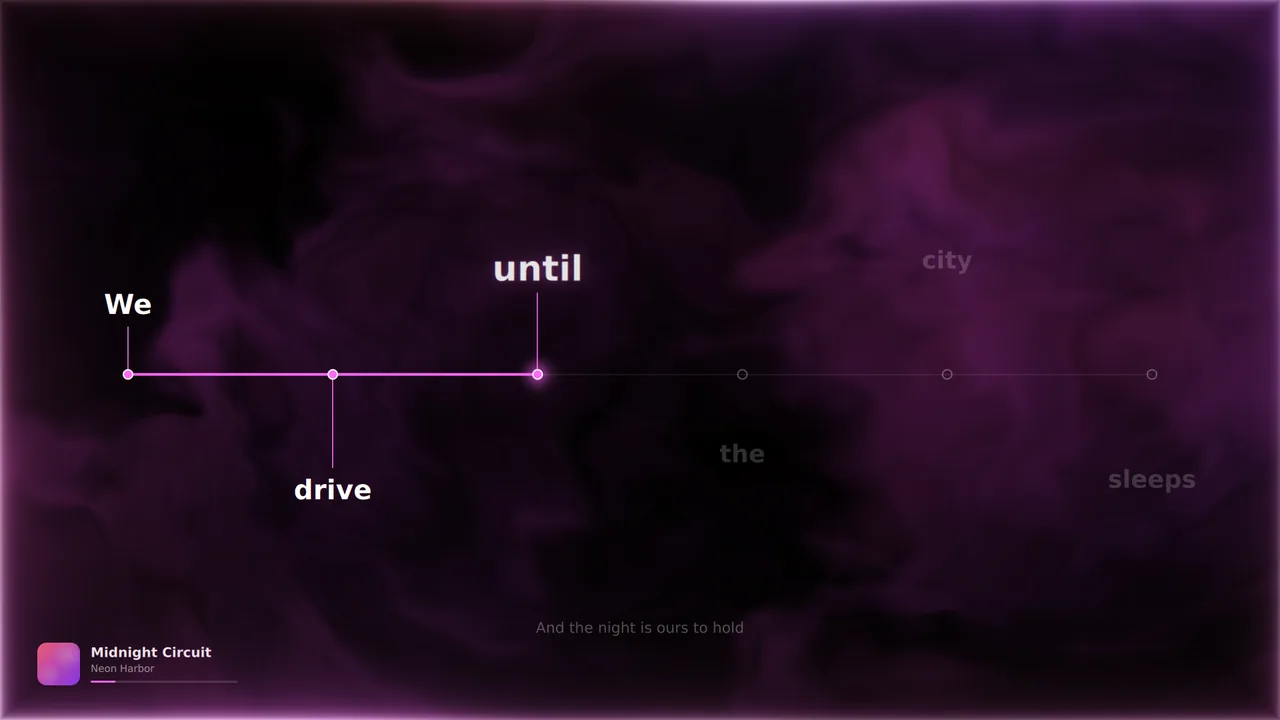 We drive until the city sleeps
And the night is ours to hold
Midnight Circuit
Neon Harbor